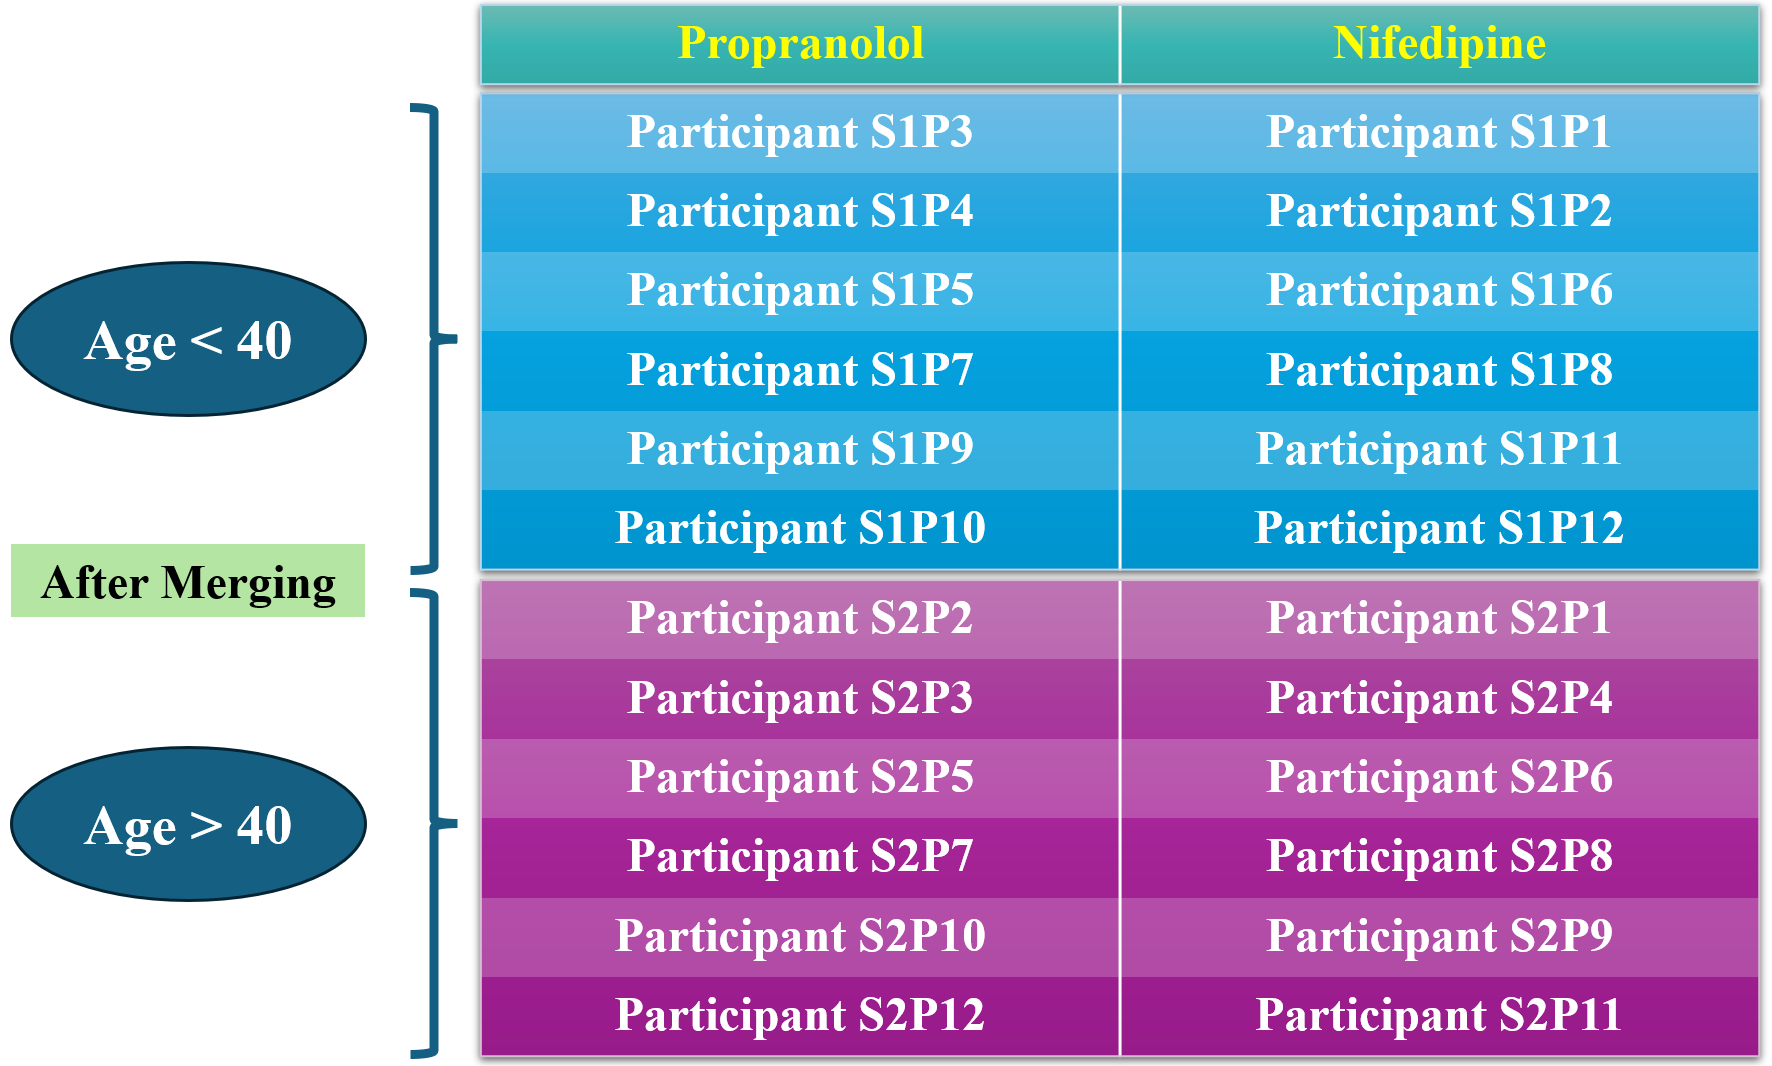 Propranolol Nifedipine
Participant S1P3 Participant S1P1
Participant S1P4 Participant S1P2
Participant S1P5 Participant S1P6
Age < 40
Participant S1P7 Participant S1P8
Participant S1P9 Participant S1P11
Participant S1P10 Participant S1P12
After Merging
Participant S2P2 Participant S2P1
Participant S2P3 Participant S2P4
Participant S2P5 Participant S2P6
Age > 40
Participant S2P7 Participant S2P8
Participant S2P10 Participant S2P9
Participant S2P12 Participant S2P11